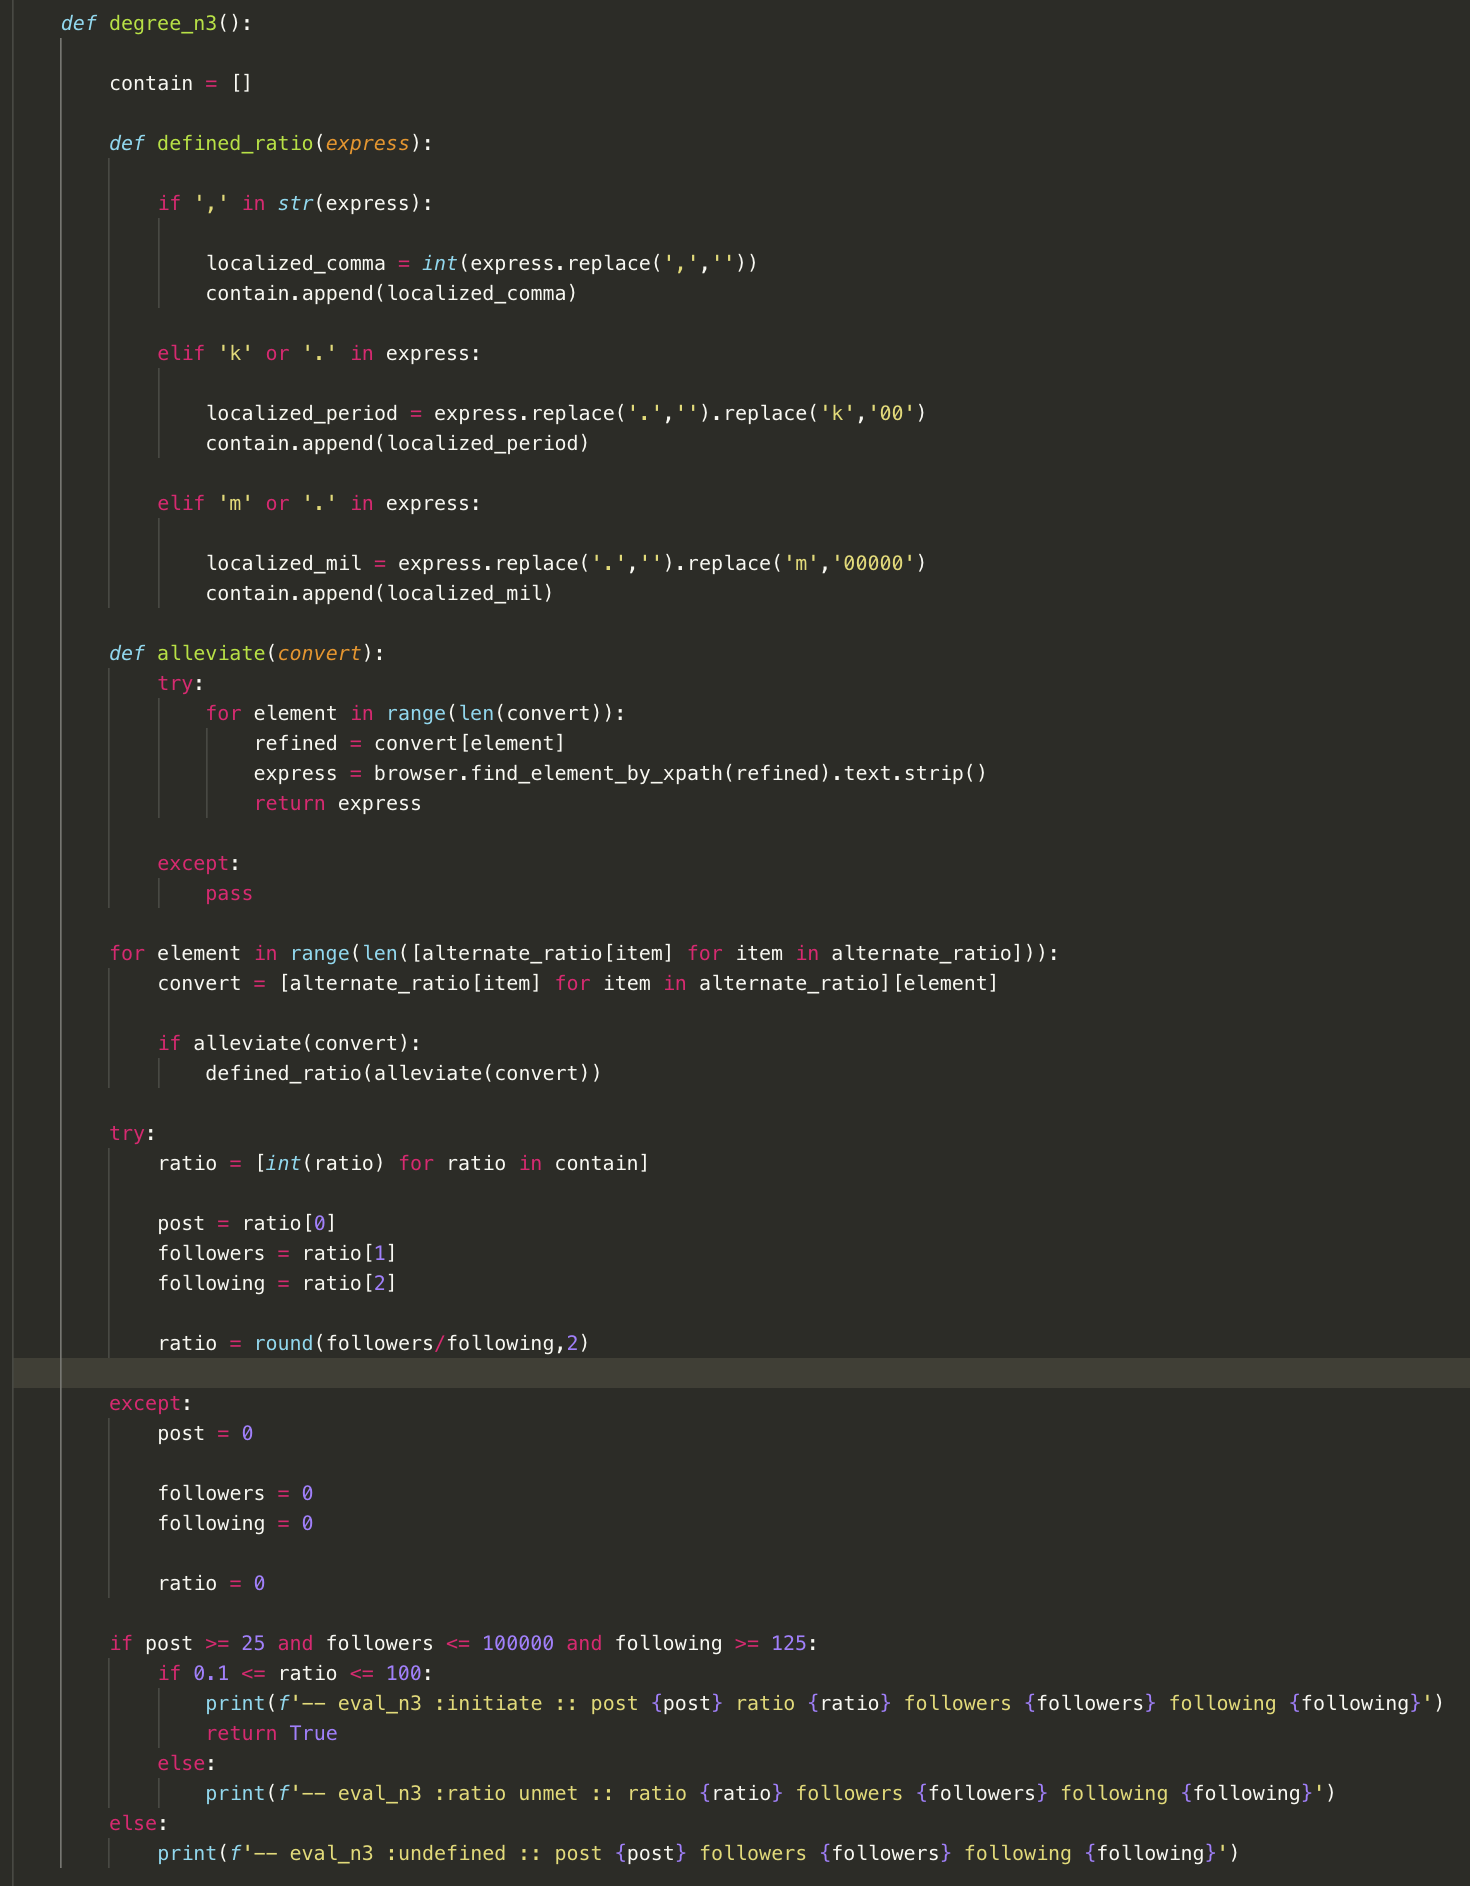 def degree_n3():
contain = []
def defined_ratio(express):
if ',' in str(express):
localized_comma = int(express.replace(',',''))
contain.append(localized_comma)
elif 'k' or '.' in express:
localized_period = express.replace('.','').replace('k','00')
contain.append(localized_period)
elif 'm' or '.' in express:
localized_mil = express.replace('.','').replace('m','00000')
contain.append(localized_mil)
def alleviate(convert):
try:
for element in range(len(convert)):
refined = convert[element]
express = browser.find_element_by_xpath(refined).text.strip()
return express
except:
pass
for element in range(len([alternate_ratio[item] for item in alternate_ratio])):
convert = [alternate_ratio[item] for item in alternate_ratio][element]
if alleviate(convert):
defined_ratio(alleviate(convert))
try:
ratio = [int(ratio) for ratio in contain]
post = ratio[0]
followers = ratio[1]
following = ratio[2]
ratio = round(followers/following,2)
except:
post = 0
followers = 0
following = 0
ratio = 0
if post >= 25 and followers <= 100000 and following >= 125:
if 0.1 <= ratio <= 100:
print(f'-- eval_n3 :initiate :: post {post} ratio {ratio} followers {followers} following {following}')
return True
else:
print(f'-- eval_n3 :ratio unmet :: ratio {ratio} followers {followers} following {following}')
else:
print(f'-- eval_n3 :undefined :: post {post} followers {followers} following {following}')